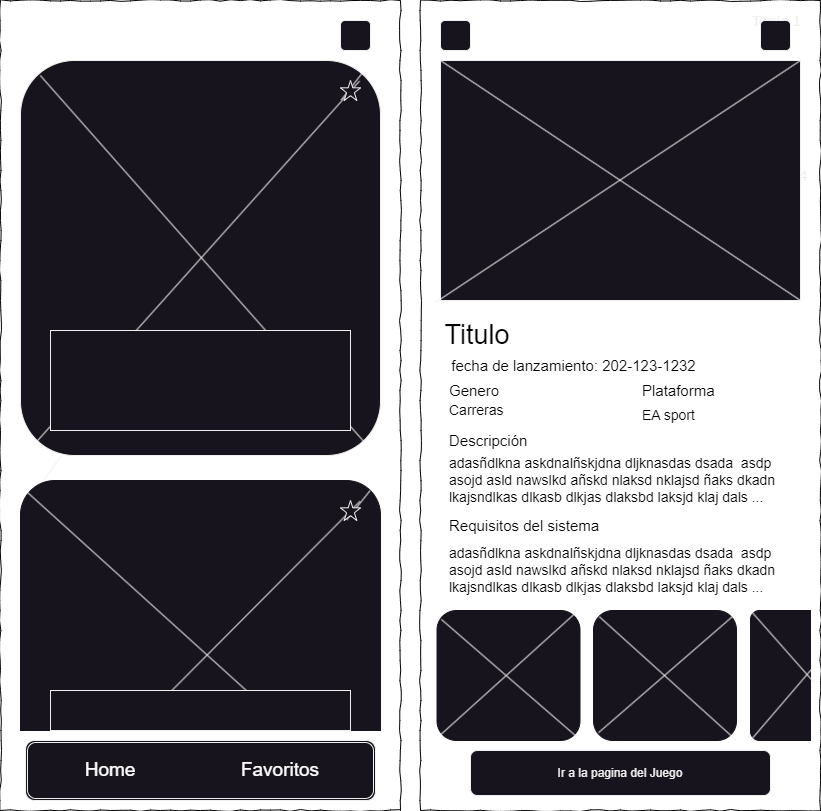 Home
Favoritos
Titulo
fecha de lanzamiento: 202-123-1232
Genero
Plataforma
Carreras
EA sport
Descripción
adasñdlkna askdnalñskjdna dljknasdas dsada  asdp
asojd asld nawslkd añskd nlaksd nklajsd ñaks dkadn
lkajsndlkas dlkasb dlkjas dlaksbd laksjd klaj dals ...
Requisitos del sistema
adasñdlkna askdnalñskjdna dljknasdas dsada  asdp
asojd asld nawslkd añskd nlaksd nklajsd ñaks dkadn
lkajsndlkas dlkasb dlkjas dlaksbd laksjd klaj dals ...
Ir a la pagina del Juego